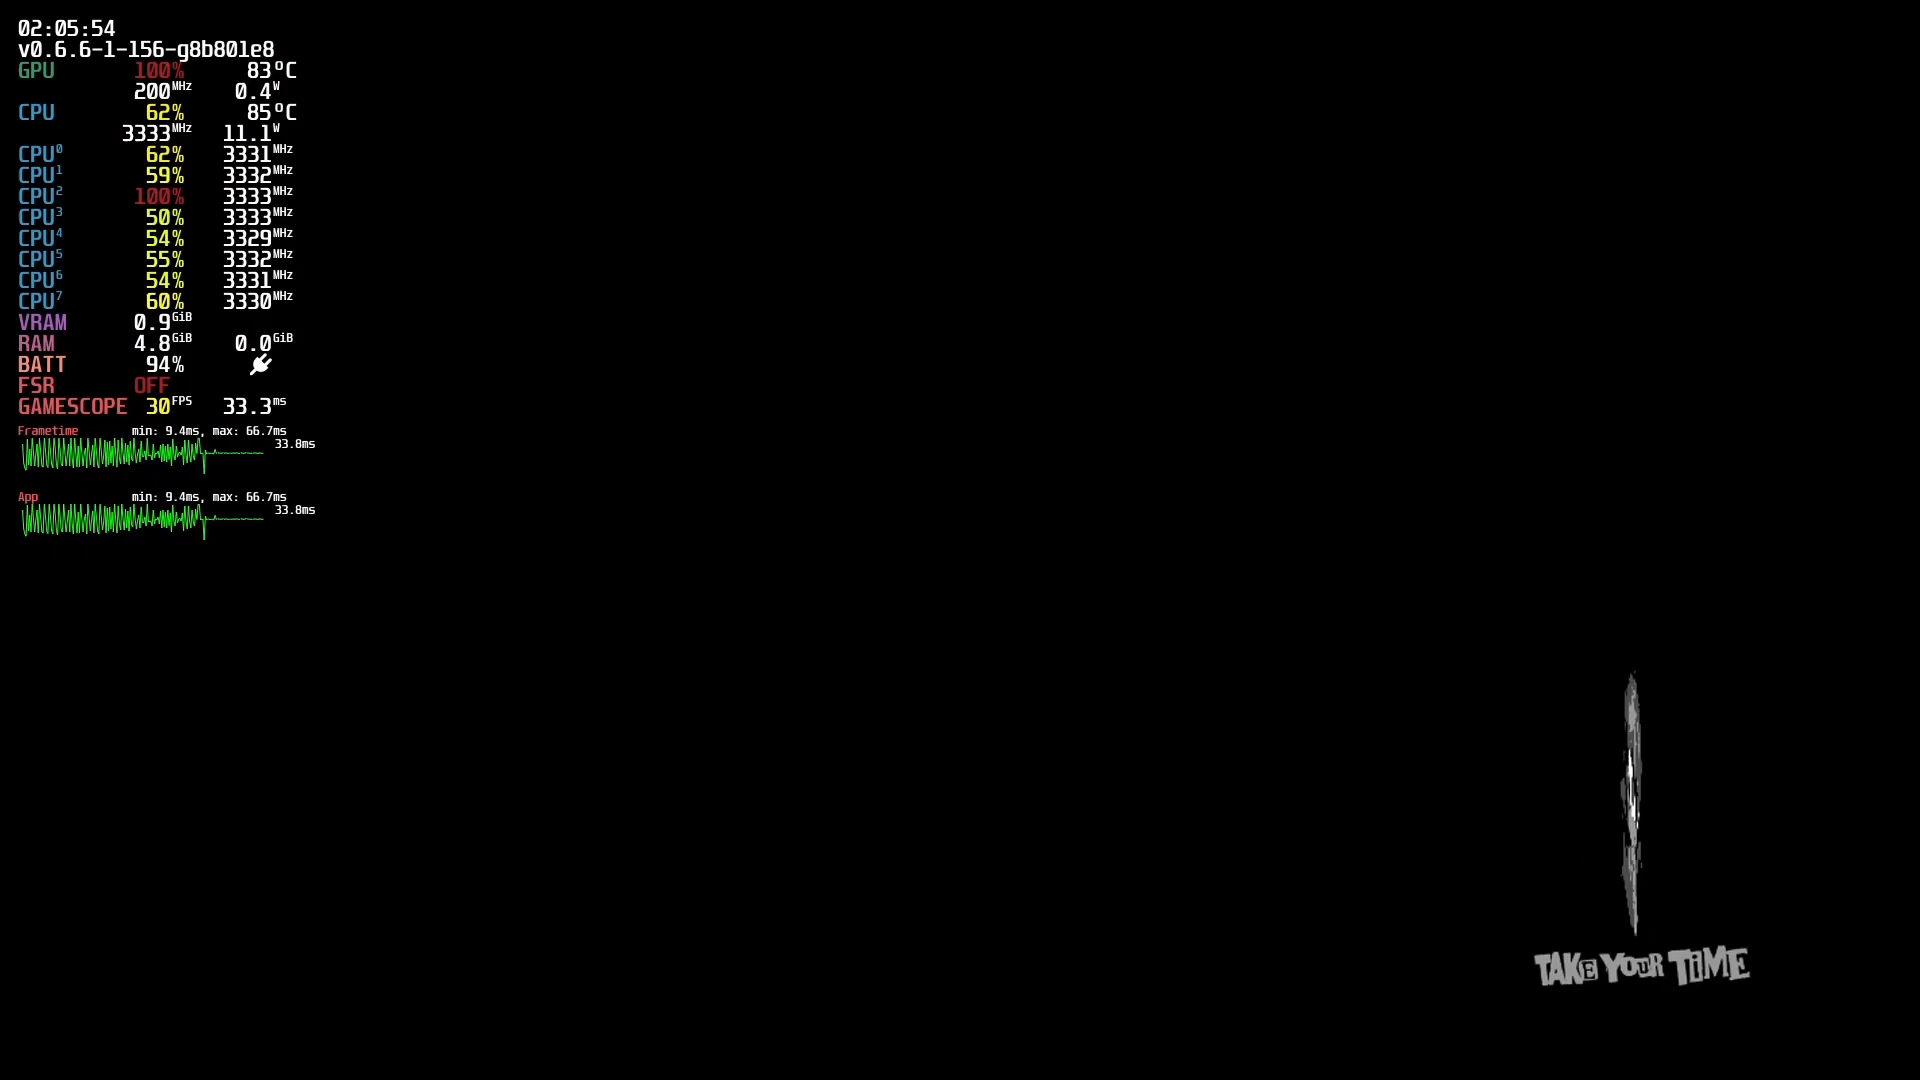 02:05:54
v0.6.6-1-156-g8b801e8
GPU 100% 83°C
200MHz 0.4W
CPU 62% 85°C
3333MHz 11.1W
CPU0 62% 3331MHz
CPU1 59% 3332MHz
CPU2 100% 3333MHz
CPU3 50% 3333MHz
CPU4 54% 3329MHz
CPU5 55% 3332MHz
CPU6 54% 3331MHz
CPU7 60% 3330MHz
VRAM 0.9GiB
RAM 4.8GiB 0.0GiB
BATT 94%
FSR OFF
GAMESCOPE 30FPS 33.3ms
Frametime min: 9.4ms, max: 66.7ms
33.8ms
App min: 9.4ms, max: 66.7ms
33.8ms
TAKE YOUR TiME